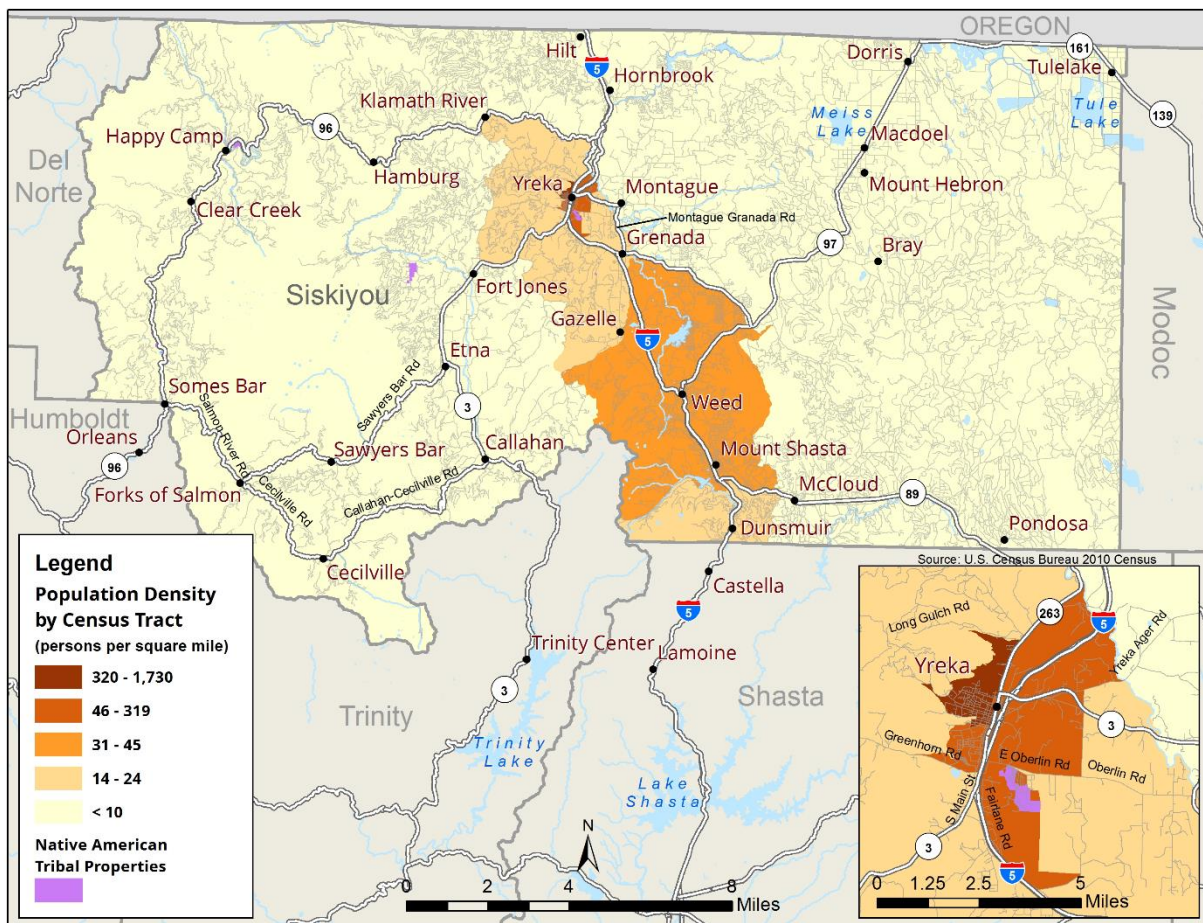 OREGON
Hilt
5
Hornbrook
Dorris
161
Tulelake
Klamath River
Meiss
Lake
Tule
Lake
139
96
Happy Camp
Macdoel
Del
Norte
Hamburg
Yreka
Montague
Mount Hebron
Clear Creek
Montague Granada Rd
Grenada
97
Bray
Siskiyou
Fort Jones
Gazelle
5
Modoc
Etna
Sawyers Bar Rd
Somes Bar
Weed
Humboldt
3
Salmon River Rd
Orleans
96
Sawyers Bar
Callahan
Mount Shasta
Forks of Salmon
Cecilville Rd
Callahan-Cecilville Rd
McCloud
89
Dunsmuir
Pondosa
Cecilville
Castella
5
Trinity Center
Lamoine
3
Trinity
Shasta
Trinity
Lake
Lake
Shasta
Legend
Population Density
by Census Tract
(persons per square mile)
320 - 1,730
46 - 319
31 - 45
14 - 24
< 10
Native American
Tribal Properties
N
0 2 4 8
Miles
Source: U.S. Census Bureau 2010 Census
263
5
Long Gulch Rd
Yreka Ager Rd
Yreka
3
Greenhorn Rd
E Oberlin Rd
Oberlin Rd
S Main St
Fairlane Rd
3
5
0 1.25 2.5 5
Miles